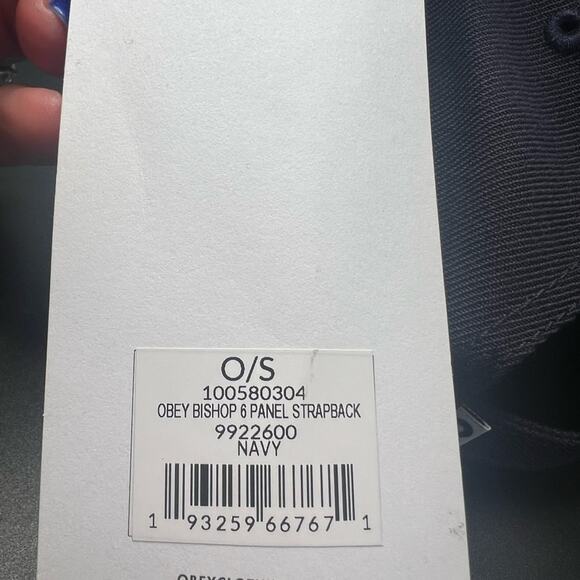 O/S
100580304
OBEY BISHOP 6 PANEL STRAPBACK
9922600
NAVY
1 93259 66767 1